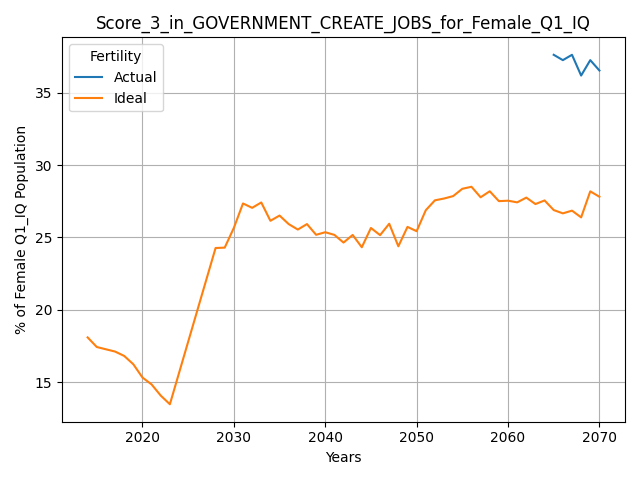 Score_3_in_GOVERNMENT_CREATE_JOBS_for_Female_Q1_IQ
Fertility
Actual
Ideal
% of Female Q1_IQ Population
35
30
25
20
15
2020
2030
2040
2050
2060
2070
Years